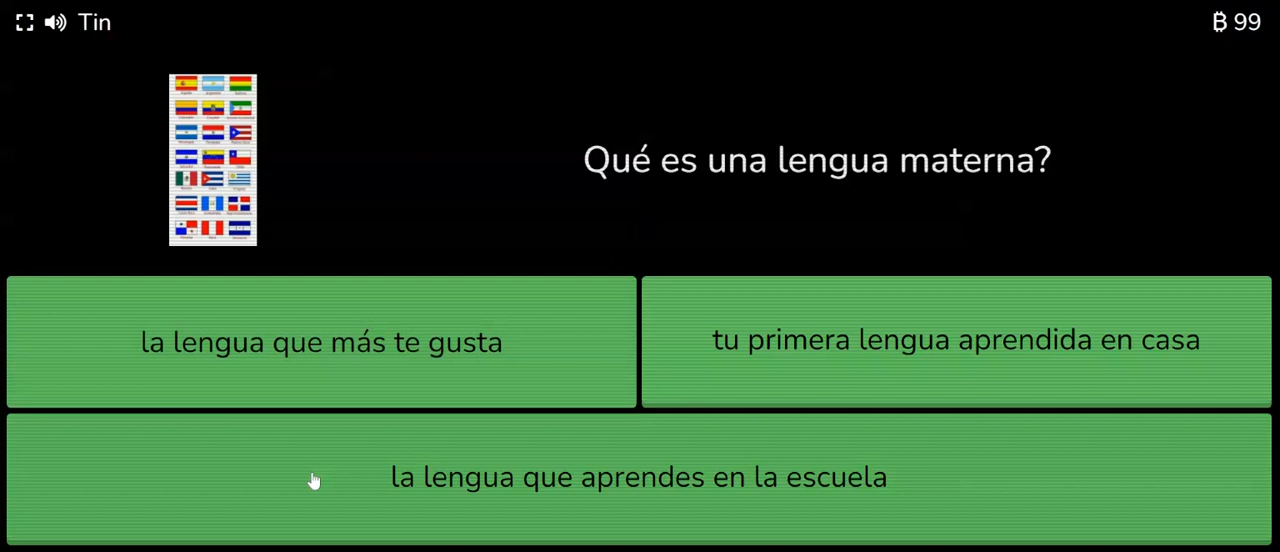 Tin
₿ 99
Qué es una lengua materna?
la lengua que más te gusta
tu primera lengua aprendida en casa
la lengua que aprendes en la escuela